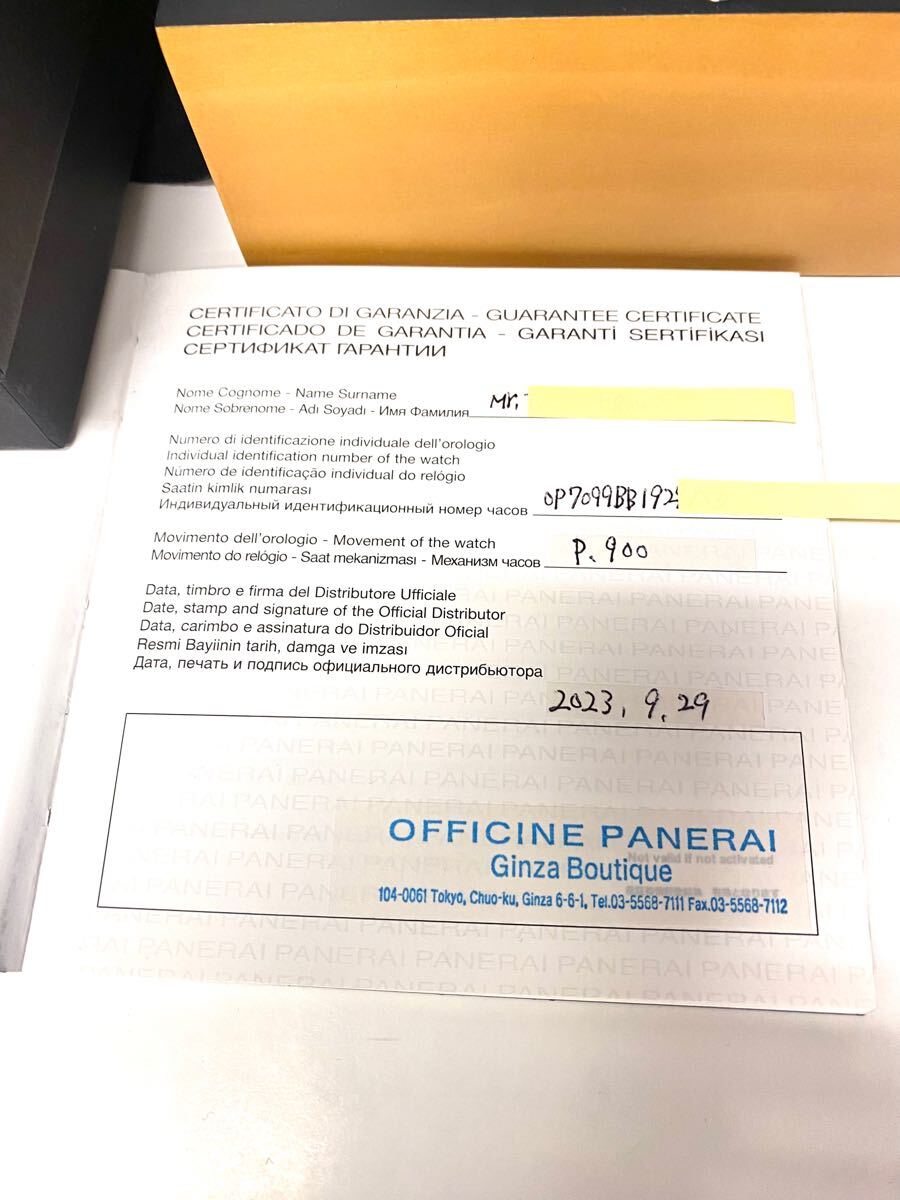 CERTIFICATO DI GARANZIA - GUARANTEE CERTIFICATE
CERTIFICADO DE GARANTIA - GARANTİ SERTİFİKASI
СЕРТИФИКАТ ГАРАНТИИ
Nome Cognome - Name Surname
Nome Sobrenome - Adı Soyadı - Имя Фамилия Mr.
Numero di identificazione individuale dell'orologio
Individual identification number of the watch
Número de identificação individual do relógio
Saatin kimlik numarası
Индивидуальный идентификационный номер часов OP7099BB192
Movimento dell'orologio - Movement of the watch
Movimento do relógio - Saat mekanizması - Механизм часов P. 900
Data, timbro e firma del Distributore Ufficiale
Date, stamp and signature of the Official Distributor
Data, carimbo e assinatura do Distribuidor Oficial
Resmi Bayiinin tarih, damga ve imzası
Дата, печать и подпись официального дистрибьютора
2023, 9, 29
OFFICINE PANERAI
Not valid if not activated
Ginza Boutique
104-0061 Tokyo, Chuo-ku, Ginza 6-6-1, Tel.03-5568-7111 Fax.03-5568-7112